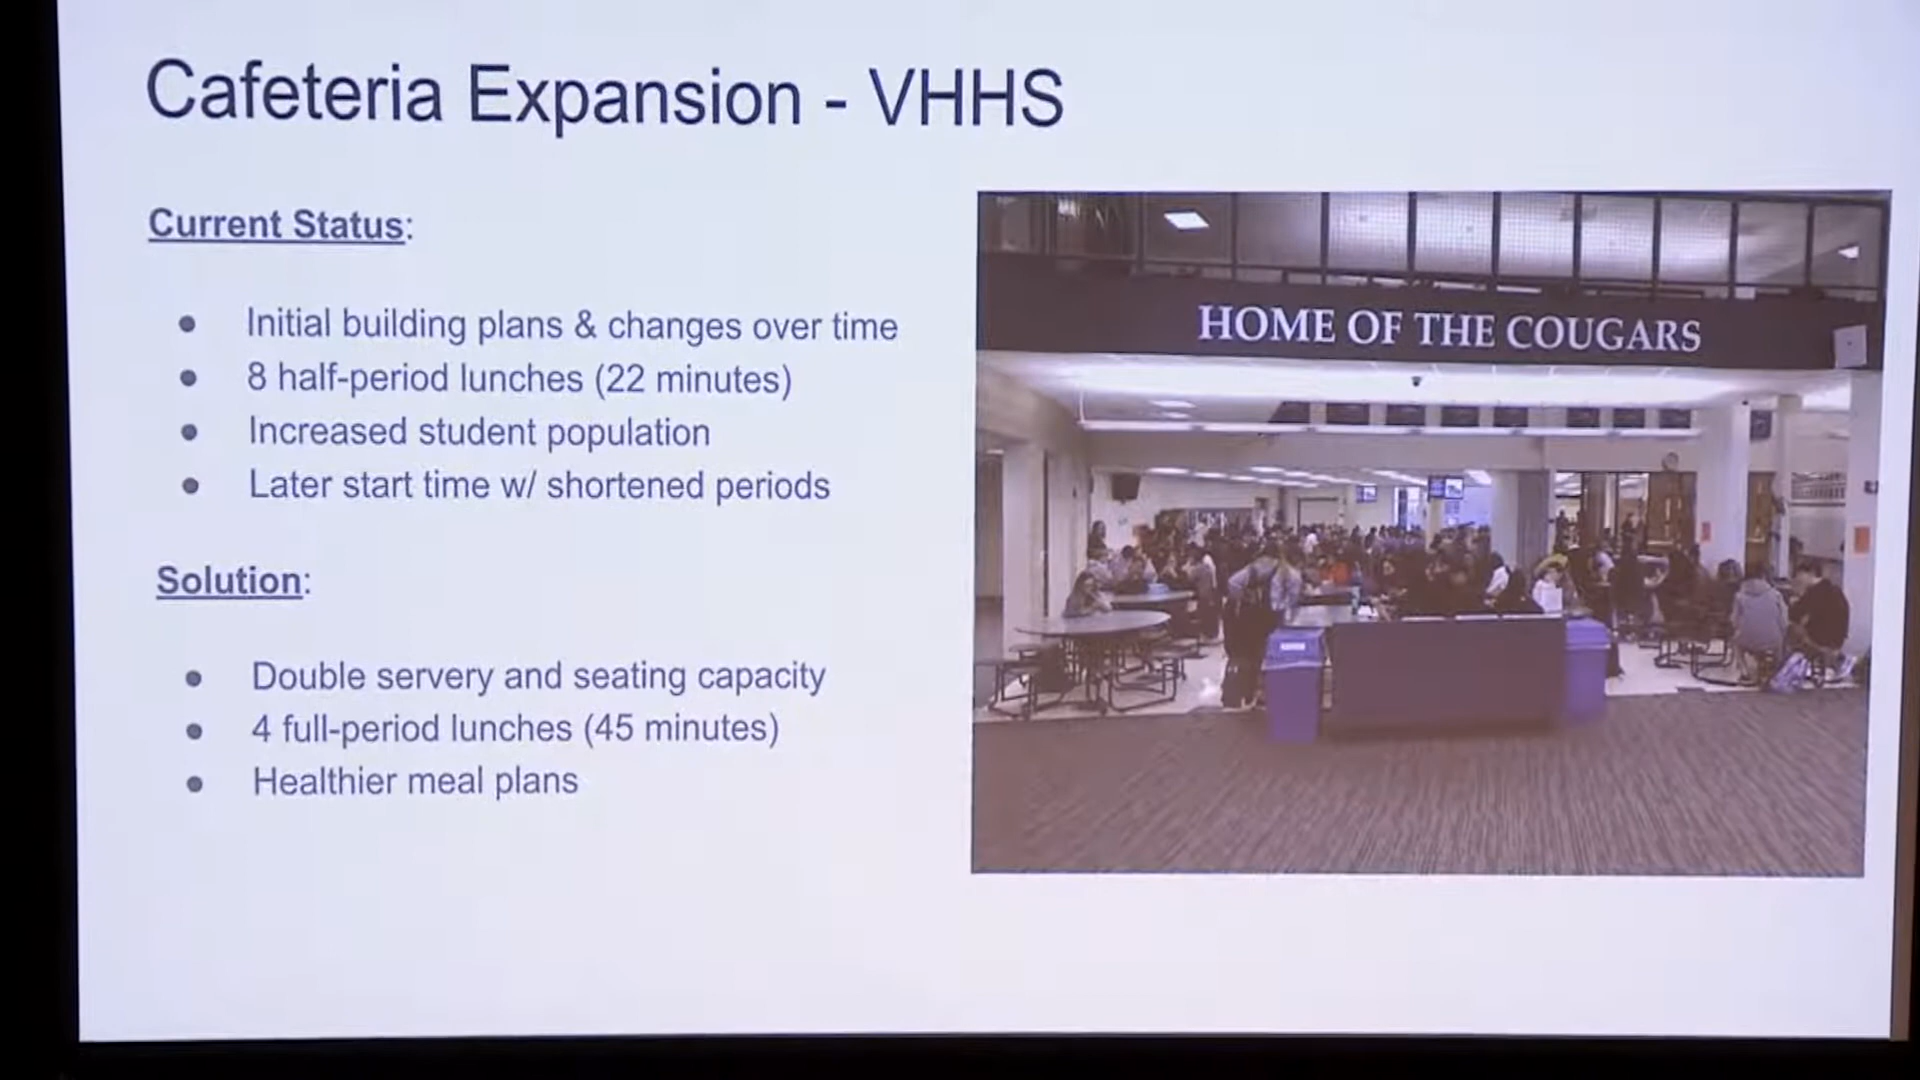 Cafeteria Expansion - VHHS
Current Status:
● Initial building plans & changes over time
● 8 half-period lunches (22 minutes)
● Increased student population
● Later start time w/ shortened periods
Solution:
● Double servery and seating capacity
● 4 full-period lunches (45 minutes)
● Healthier meal plans
HOME OF THE COUGARS